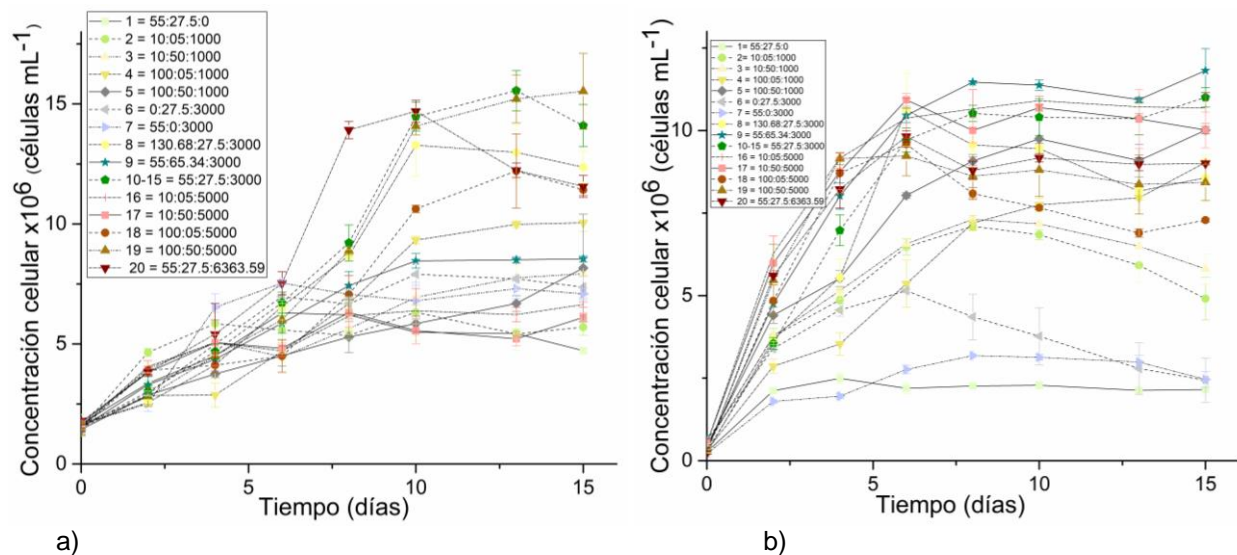 a)
Concentración celular x10⁶ (células mL⁻¹)
15
10
5
0
1 = 55:27.5:0
2 = 10:05:1000
3 = 10:50:1000
4 = 100:05:1000
5 = 100:50:1000
6 = 0:27.5:3000
7 = 55:0:3000
8 = 130.68:27.5:3000
9 = 55:65.34:3000
10-15 = 55:27.5:3000
16 = 10:05:5000
17 = 10:50:5000
18 = 100:05:5000
19 = 100:50:5000
20 = 55:27.5:6363.59
0 5 10 15
Tiempo (días)
b)
Concentración celular x10⁶ (células mL⁻¹)
10
5
0
1= 55:27.5:0
2= 10:05:1000
3 = 10:50:1000
4 = 100:05:1000
5 = 100:50:1000
6 = 0:27.5:3000
7 = 55:0:3000
8 = 130.68:27.5:3000
9 = 55:65.34:3000
10-15 = 55:27.5:3000
16 = 10:05:5000
17 = 10:50:5000
18 = 100:05:5000
19 = 100:50:5000
20 = 55:27.5:6363.59
0 5 10 15
Tiempo (días)